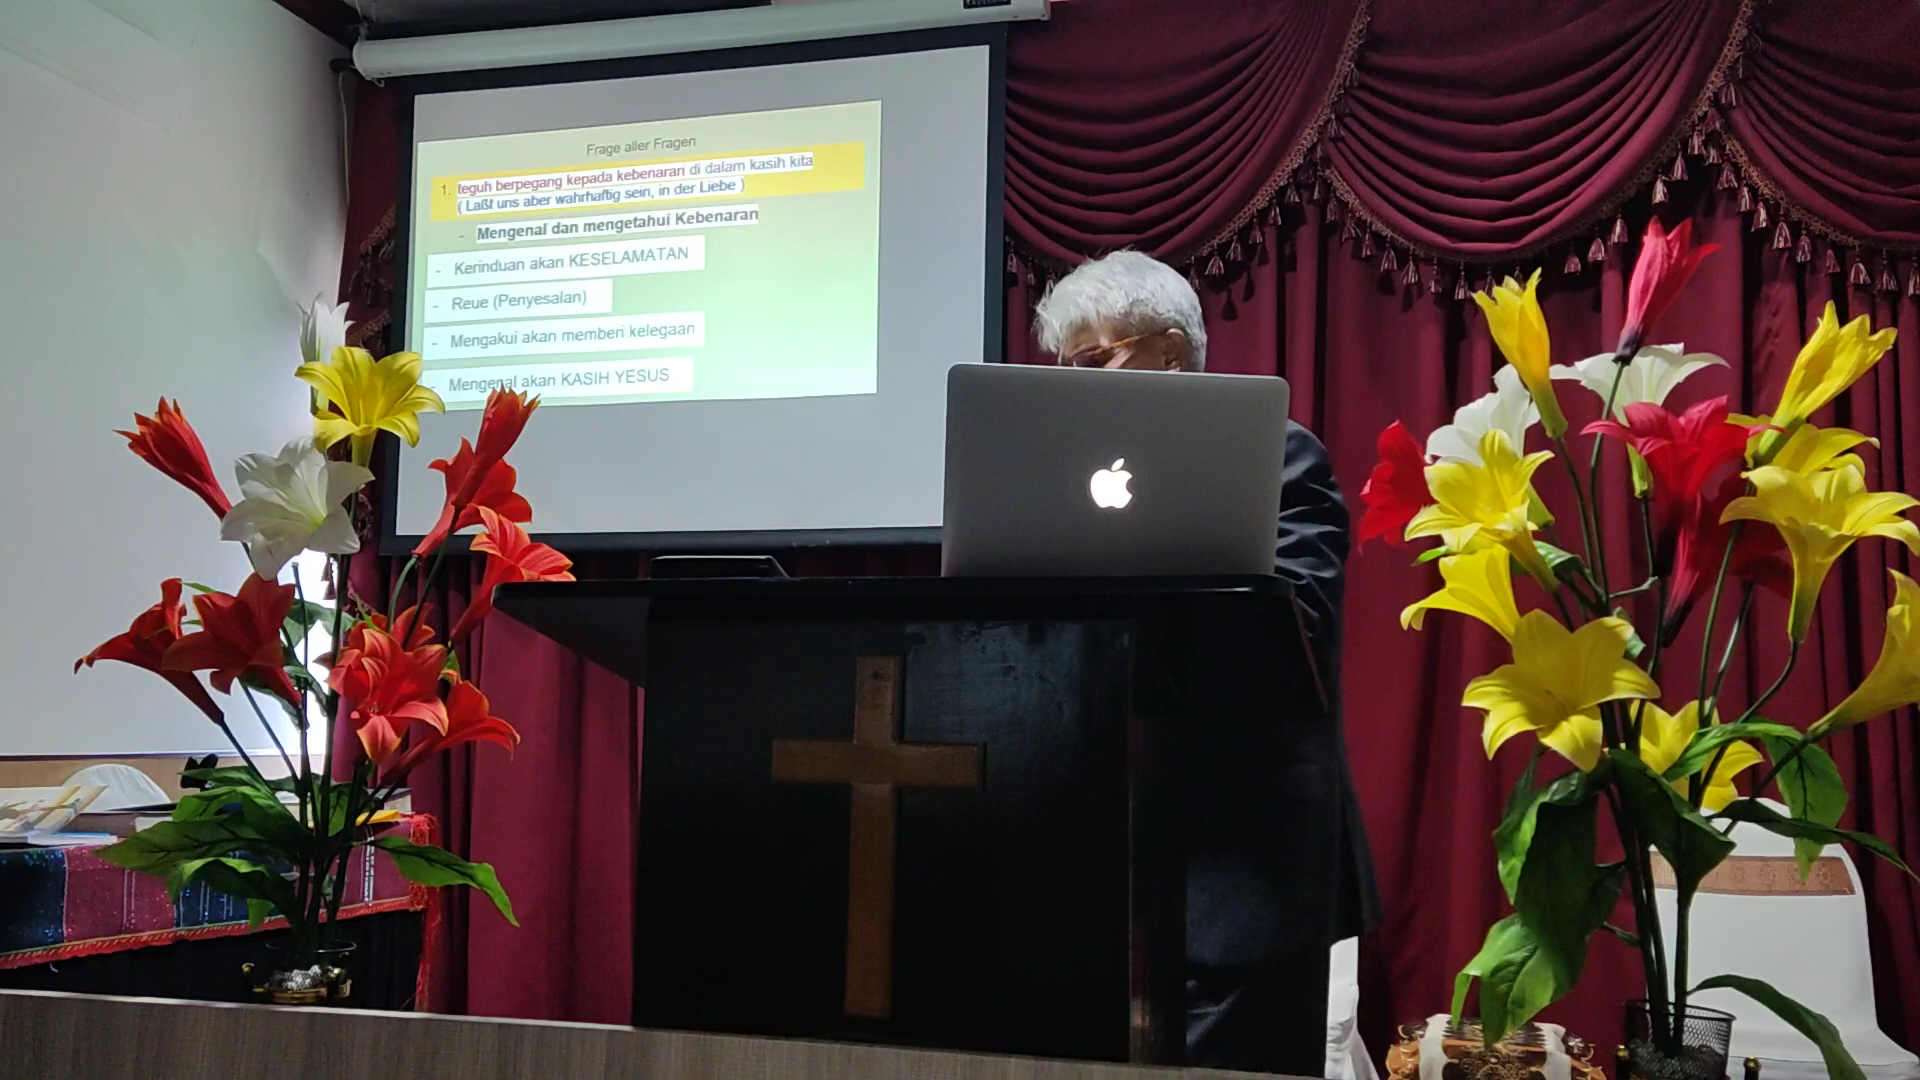 Frage aller Fragen
1. teguh berpegang kepada kebenaran di dalam kasih kita
( Laßt uns aber wahrhaftig sein, in der Liebe )
- Mengenal dan mengetahui Kebenaran
- Kerinduan akan KESELAMATAN
- Reue (Penyesalan)
- Mengakui akan memberi kelegaan
- Mengenal akan KASIH YESUS